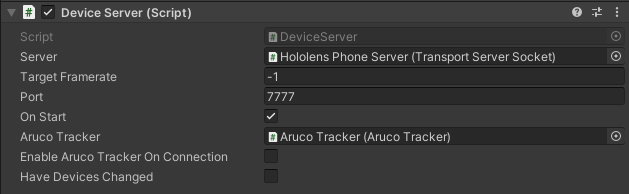 Device Server (Script)
Script DeviceServer
Server Hololens Phone Server (Transport Server Socket)
Target Framerate -1
Port 7777
On Start
Aruco Tracker Aruco Tracker (Aruco Tracker)
Enable Aruco Tracker On Connection
Have Devices Changed